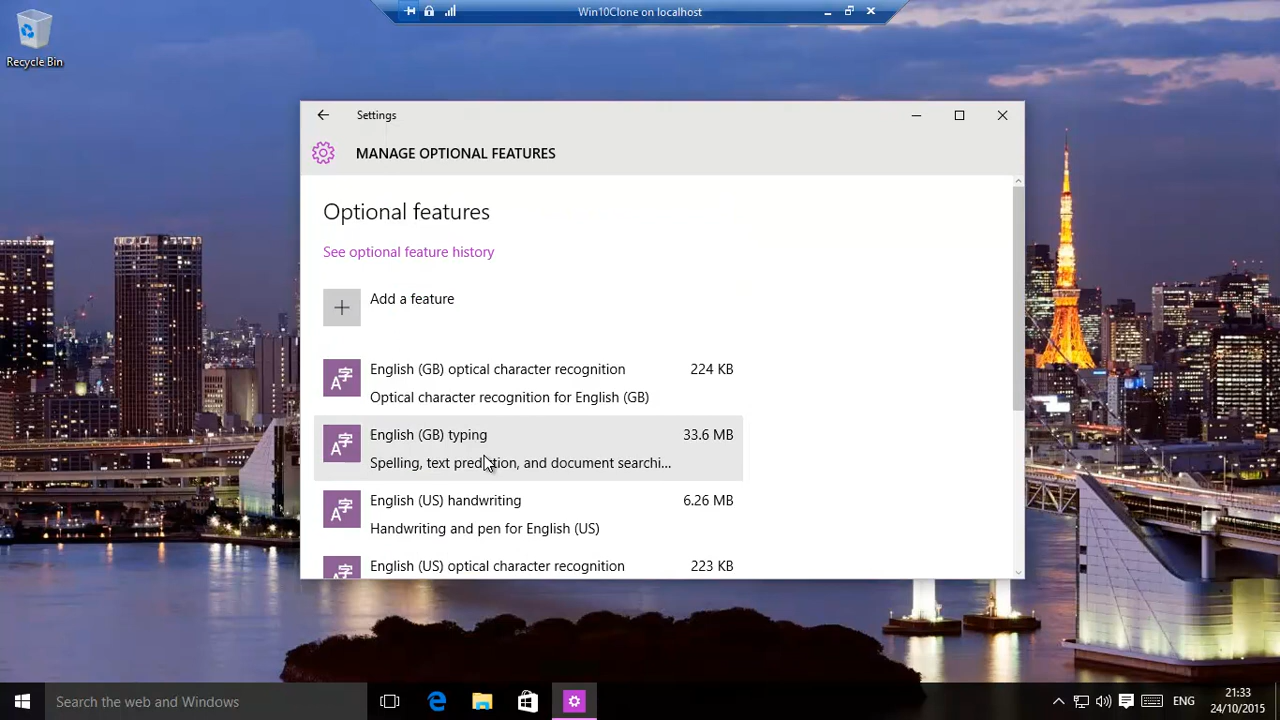 Win10Clone on localhost
Recycle Bin
Settings
MANAGE OPTIONAL FEATURES
Optional features
See optional feature history
Add a feature
English (GB) optical character recognition 224 KB
Optical character recognition for English (GB)
English (GB) typing 33.6 MB
Spelling, text prediction, and document searchi...
English (US) handwriting 6.26 MB
Handwriting and pen for English (US)
English (US) optical character recognition 223 KB
Search the web and Windows
ENG
21:33
24/10/2015